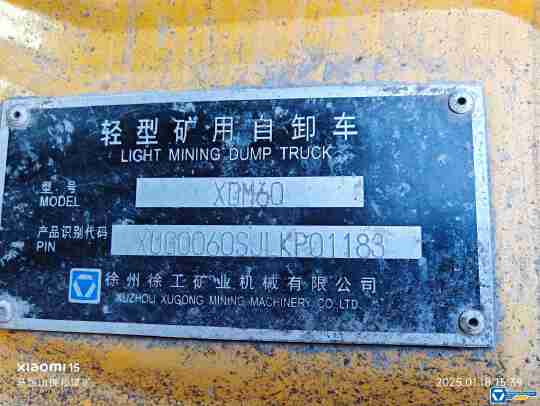 轻型矿用自卸车
LIGHT MINING DUMP TRUCK
型号
MODEL
XDM60
产品识别代码
PIN
XUG0060SJLKP01183
徐州徐工矿业机械有限公司
XUZHOU XUGONG MINING MACHINERY CO.,LTD
xiaomi 15
2025.01.18 15:39